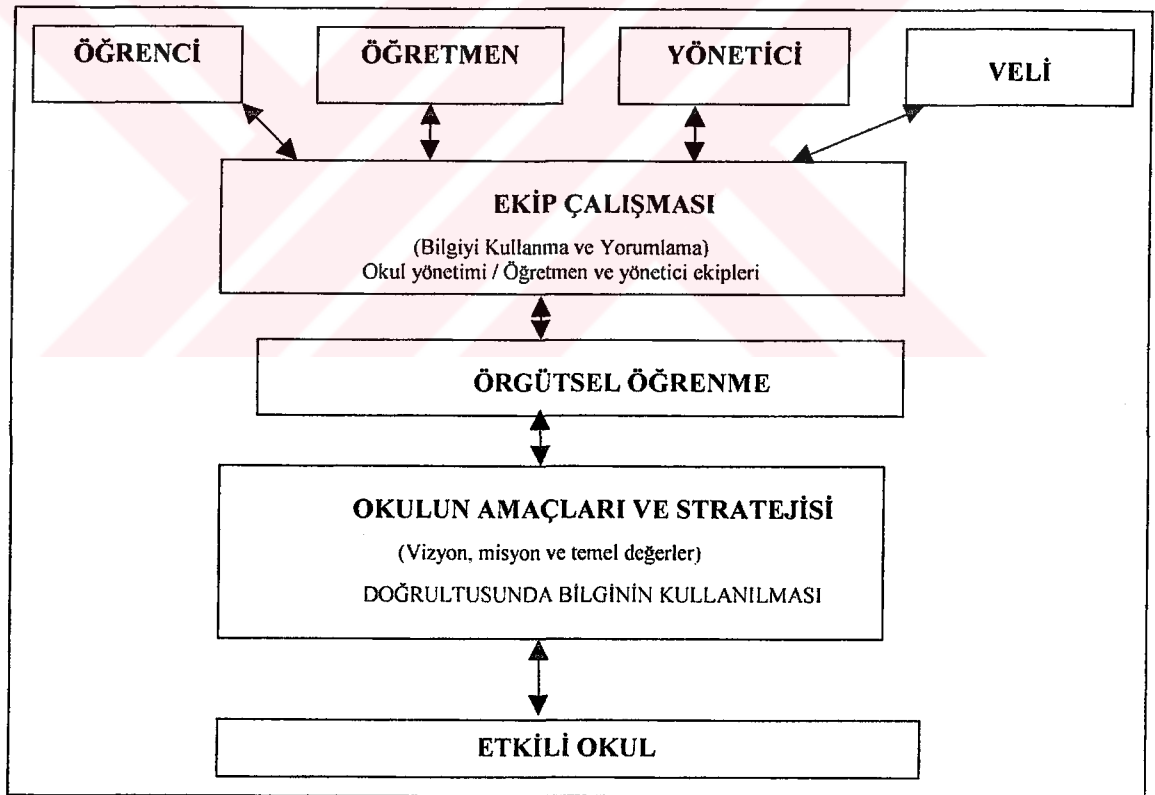 ÖĞRENCİ
ÖĞRETMEN
YÖNETİCİ
VELİ
EKİP ÇALIŞMASI
(Bilgiyi Kullanma ve Yorumlama)
Okul yönetimi / Öğretmen ve yönetici ekipleri
ÖRGÜTSEL ÖĞRENME
OKULUN AMAÇLARI VE STRATEJİSİ
(Vizyon, misyon ve temel değerler)
DOĞRULTUSUNDA BİLGİNİN KULLANILMASI
ETKİLİ OKUL